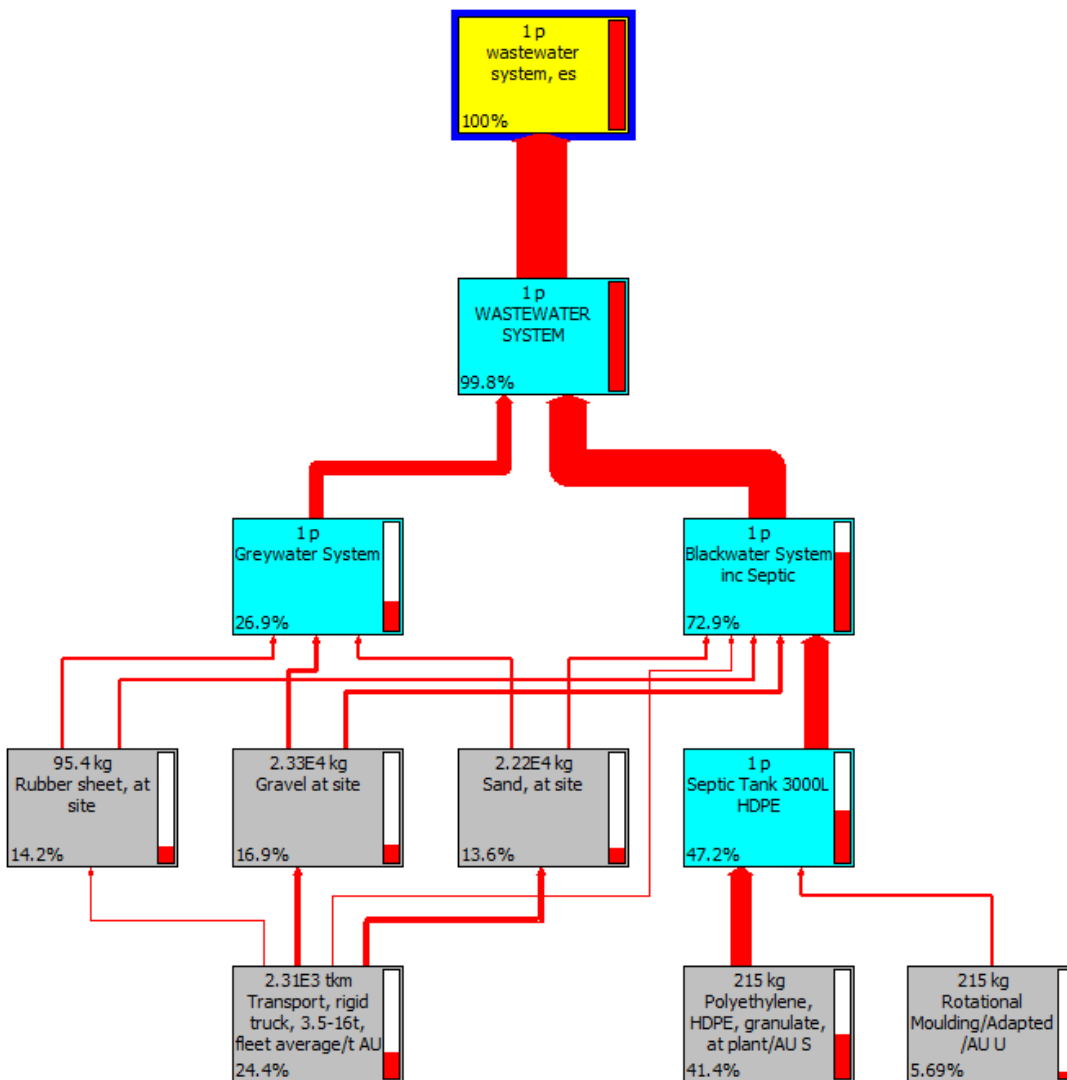 1 p
wastewater
system, es
100%
1 p
WASTEWATER
SYSTEM
99.8%
1 p
Greywater System
26.9%
1 p
Blackwater System
inc Septic
72.9%
95.4 kg
Rubber sheet, at
site
14.2%
2.33E4 kg
Gravel at site
16.9%
2.22E4 kg
Sand, at site
13.6%
1 p
Septic Tank 3000L
HDPE
47.2%
2.31E3 tkm
Transport, rigid
truck, 3.5-16t,
fleet average/t AU
24.4%
215 kg
Polyethylene,
HDPE, granulate,
at plant/AU S
41.4%
215 kg
Rotational
Moulding/Adapted
/AU U
5.69%